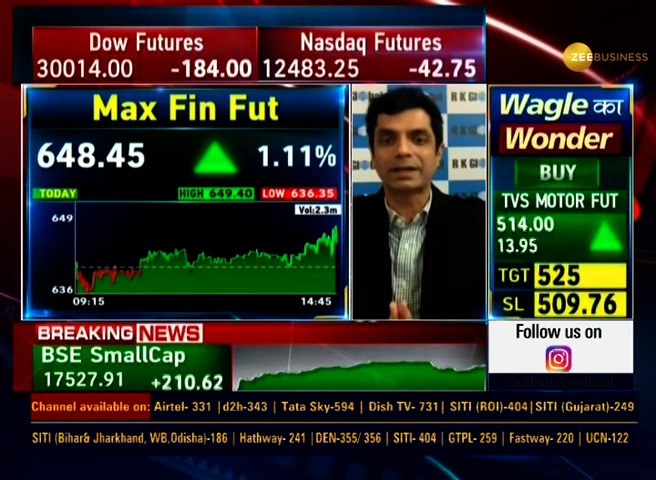 Dow Futures
30014.00 -184.00
Nasdaq Futures
12483.25 -42.75
ZEEBUSINESS
Max Fin Fut
648.45 1.11%
TODAY HIGH 649.40 LOW 636.35
Vol:2.3m
649
636
09:15 14:45
Wagle का
Wonder
BUY
TVS MOTOR FUT
514.00
13.95
TGT 525
SL 509.76
BREAKING NEWS
BSE SmallCap
17527.91 +210.62
Follow us on
Channel available on: Airtel- 331 | d2h-343 | Tata Sky-594 | Dish TV- 731 | SITI (ROI)-404 | SITI (Gujarat)-249
SITI (Bihar& Jharkhand, WB,Odisha)-186 | Hathway- 241 | DEN-355/ 356 | SITI- 404 | GTPL- 259 | Fastway- 220 | UCN-122